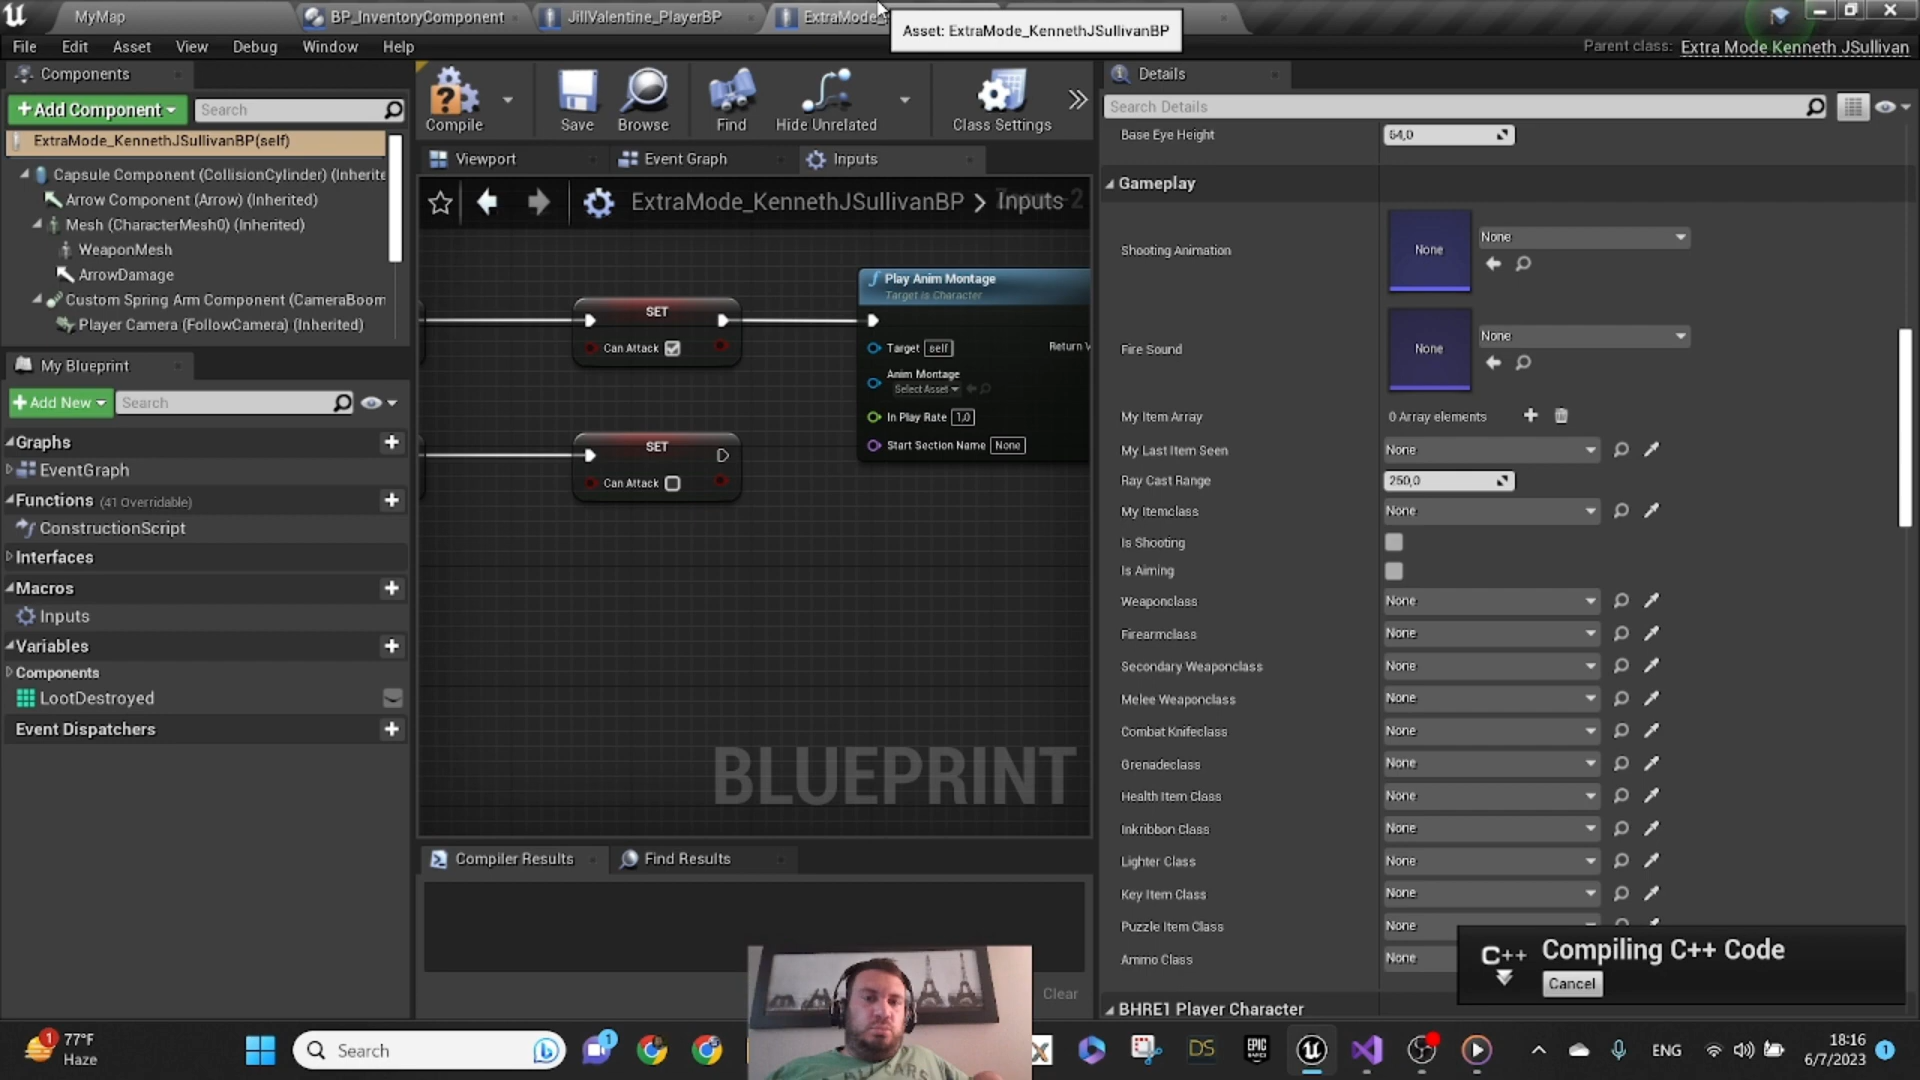 MyMap
BP_InventoryComponent
JillValentine_PlayerBP
ExtraMode_
Asset: ExtraMode_KennethJSullivanBP
File Edit Asset View Debug Window Help
Parent class: Extra Mode Kenneth JSullivan
Components
+Add Component
Search
ExtraMode_KennethJSullivanBP(self)
Capsule Component (CollisionCylinder) (Inherite
Arrow Component (Arrow) (Inherited)
Mesh (CharacterMesh0) (Inherited)
WeaponMesh
ArrowDamage
Custom Spring Arm Component (CameraBoom
Player Camera (FollowCamera) (Inherited)
My Blueprint
+Add New
Search
Graphs
EventGraph
Functions (41 Overridable)
ConstructionScript
Interfaces
Macros
Inputs
Variables
Components
LootDestroyed
Event Dispatchers
Compile
Save
Browse
Find
Hide Unrelated
Class Settings
Viewport
Event Graph
Inputs
ExtraMode_KennethJSullivanBP > Inputs
Zoom -2
SET
Can Attack
SET
Can Attack
Play Anim Montage
Target is Character
Target self
Return V
Anim Montage
Select Asset
In Play Rate 1,0
Start Section Name None
BLUEPRINT
Compiler Results
Find Results
Clear
Details
Search Details
Base Eye Height 64,0
Gameplay
Shooting Animation None None
Fire Sound None None
My Item Array 0 Array elements
My Last Item Seen None
Ray Cast Range 250,0
My Itemclass None
Is Shooting
Is Aiming
Weaponclass None
Firearmclass None
Secondary Weaponclass None
Melee Weaponclass None
Combat Knifeclass None
Grenadeclass None
Health Item Class None
Inkribbon Class None
Lighter Class None
Key Item Class None
Puzzle Item Class None
Ammo Class None
BHRE1 Player Character
C++ Compiling C++ Code
Cancel
1
77°F
Haze
Search
1
DS
EPIC
GAMES
ENG
18:16
6/7/2023
1